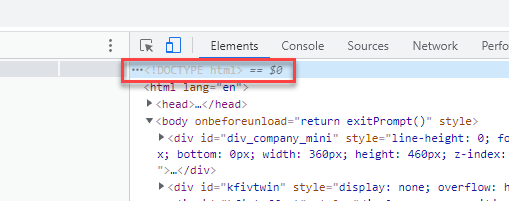 Elements Console Sources Network Perfo
···<!DOCTYPE html> == $0
<html lang="en">
<head>…</head>
<body onbeforeunload="return exitPrompt()" style>
<div id="div_company_mini" style="line-height: 0; fo
x; bottom: 0px; width: 360px; height: 460px; z-index:
">…</div>
<div id="kfivtwin" style="display: none; overflow: h